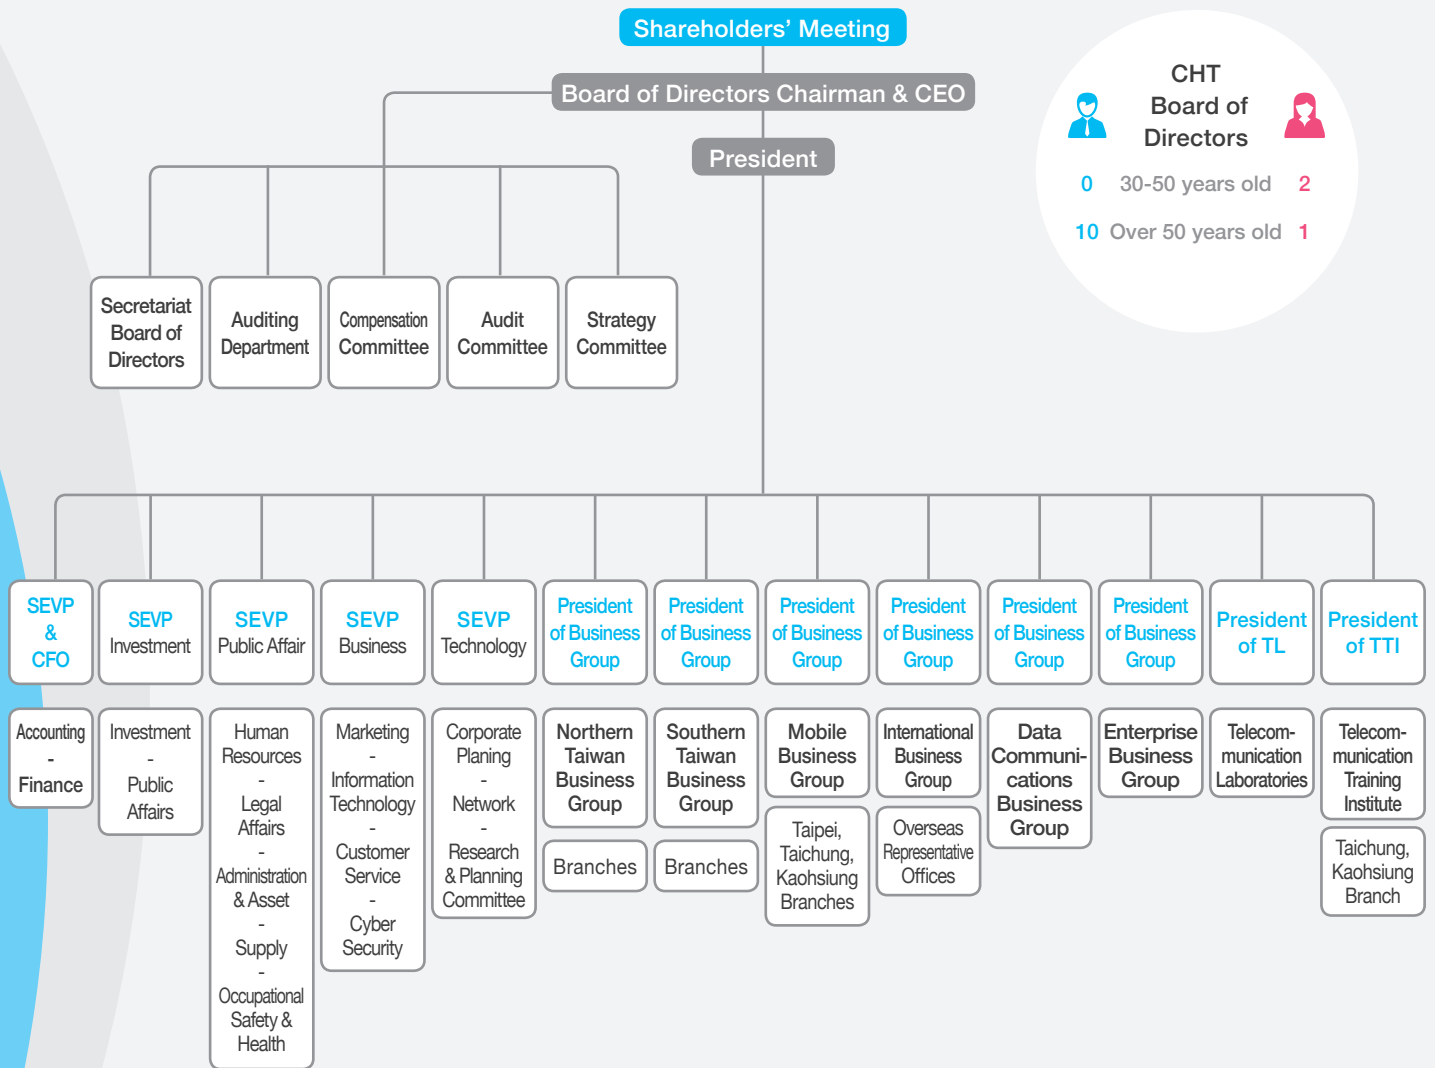 Shareholders' Meeting
Board of Directors Chairman & CEO
President
CHT
Board of
Directors
0 30-50 years old 2
10 Over 50 years old 1
Secretariat
Board of
Directors
Auditing
Department
Compensation
Committee
Audit
Committee
Strategy
Committee
SEVP
&
CFO
SEVP
Investment
SEVP
Public Affair
SEVP
Business
SEVP
Technology
President
of Business
Group
President
of Business
Group
President
of Business
Group
President
of Business
Group
President
of Business
Group
President
of Business
Group
President
of TL
President
of TTI
Accounting
-
Finance
Investment
-
Public
Affairs
Human
Resources
-
Legal
Affairs
-
Administration
& Asset
-
Supply
-
Occupational
Safety &
Health
Marketing
-
Information
Technology
-
Customer
Service
-
Cyber
Security
Corporate
Planing
-
Network
-
Research
& Planning
Committee
Northern
Taiwan
Business
Group
Branches
Southern
Taiwan
Business
Group
Branches
Mobile
Business
Group
Taipei,
Taichung,
Kaohsiung
Branches
International
Business
Group
Overseas
Representative
Offices
Data
Communi-
cations
Business
Group
Enterprise
Business
Group
Telecom-
munication
Laboratories
Telecom-
munication
Training
Institute
Taichung,
Kaohsiung
Branch